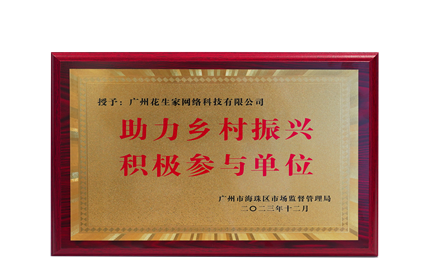 授予：广州花生家网络科技有限公司
助力乡村振兴
积极参与单位
广州市海珠区市场监督管理局
二〇二三年十二月